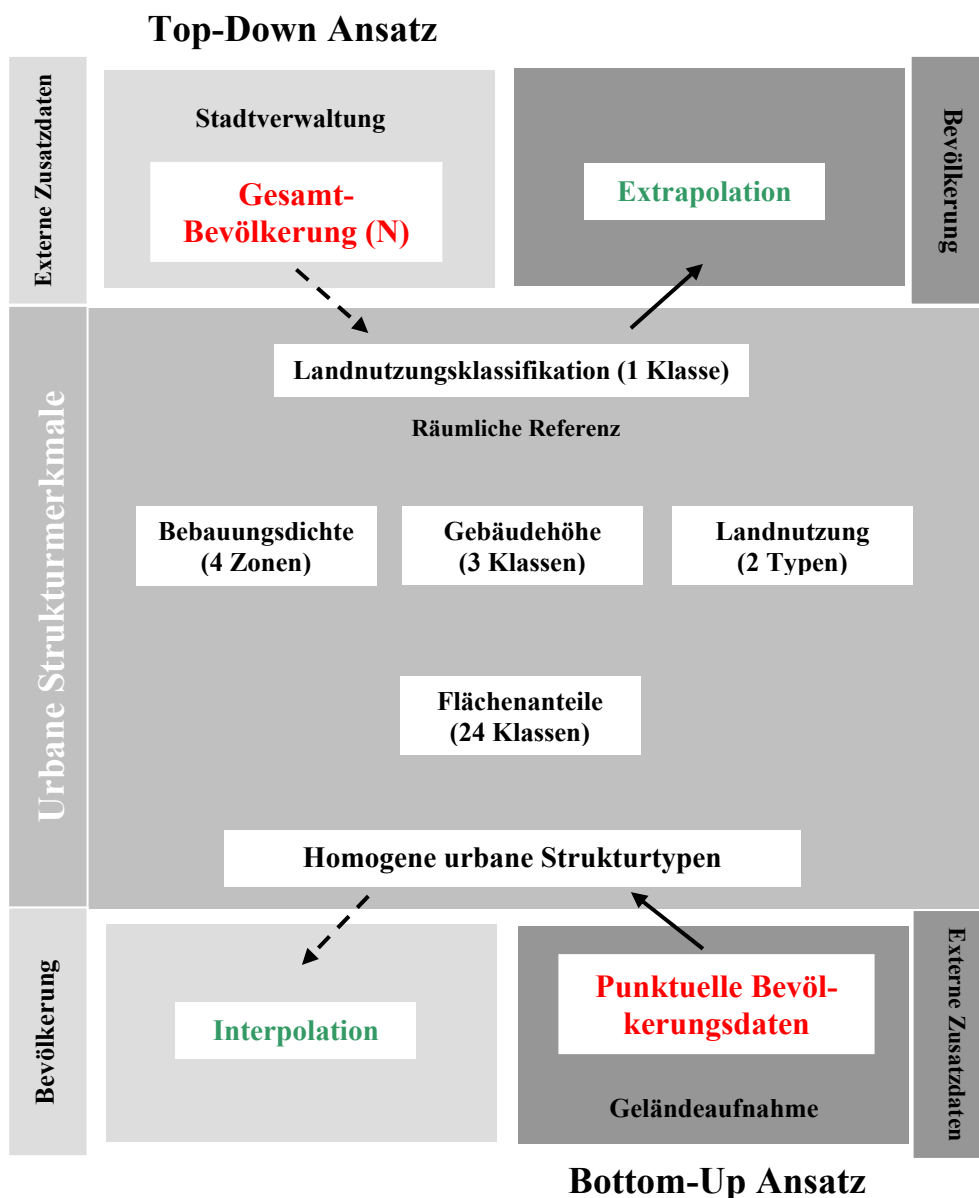 Top-Down Ansatz
Externe Zusatzdaten
Stadtverwaltung
Gesamt-
Bevölkerung (N)
Extrapolation
Bevölkerung
Urbane Strukturmerkmale
Landnutzungsklassifikation (1 Klasse)
Räumliche Referenz
Bebauungsdichte
(4 Zonen)
Gebäudehöhe
(3 Klassen)
Landnutzung
(2 Typen)
Flächenanteile
(24 Klassen)
Homogene urbane Strukturtypen
Bevölkerung
Interpolation
Punktuelle Bevöl-
kerungsdaten
Geländeaufnahme
Externe Zusatzdaten
Bottom-Up Ansatz